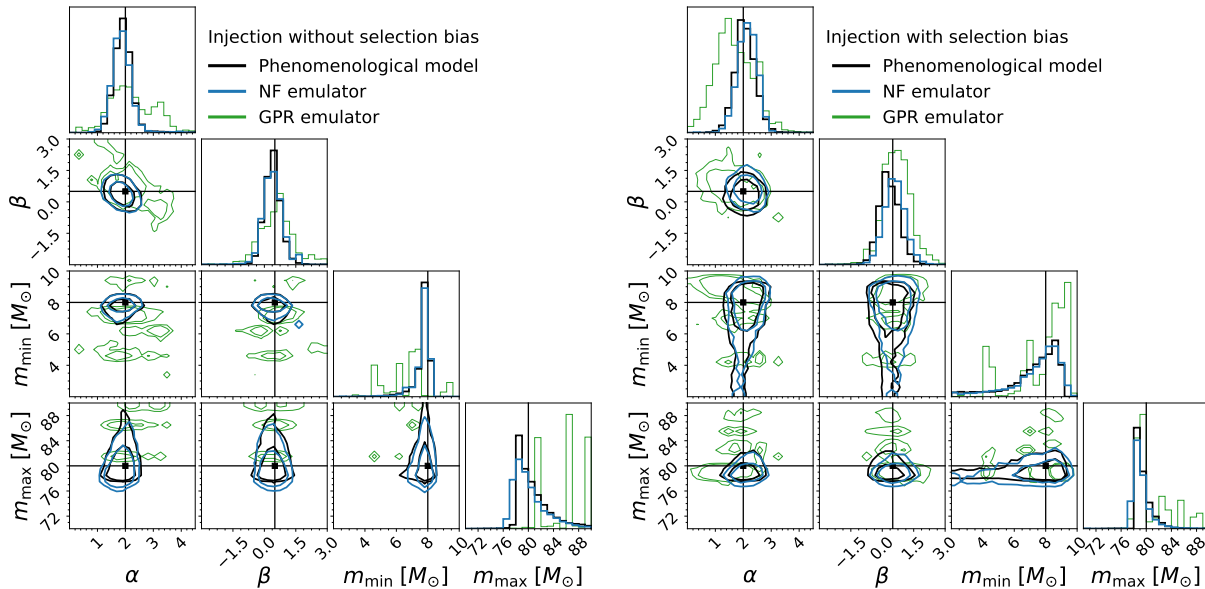 Injection without selection bias
Phenomenological model
NF emulator
GPR emulator
β
3.0
1.5
0.0
−1.5
m_min [M_⊙]
10
8
6
4
m_max [M_⊙]
88
84
80
76
72
1 2 3 4
−1.5 0.0 1.5 3.0
4 6 8 10
72 76 80 84 88
α
β
m_min [M_⊙]
m_max [M_⊙]
Injection with selection bias
Phenomenological model
NF emulator
GPR emulator
β
3.0
1.5
0.0
−1.5
m_min [M_⊙]
10
8
6
4
m_max [M_⊙]
88
84
80
76
72
1 2 3 4
−1.5 0.0 1.5 3.0
4 6 8 10
72 76 80 84 88
α
β
m_min [M_⊙]
m_max [M_⊙]